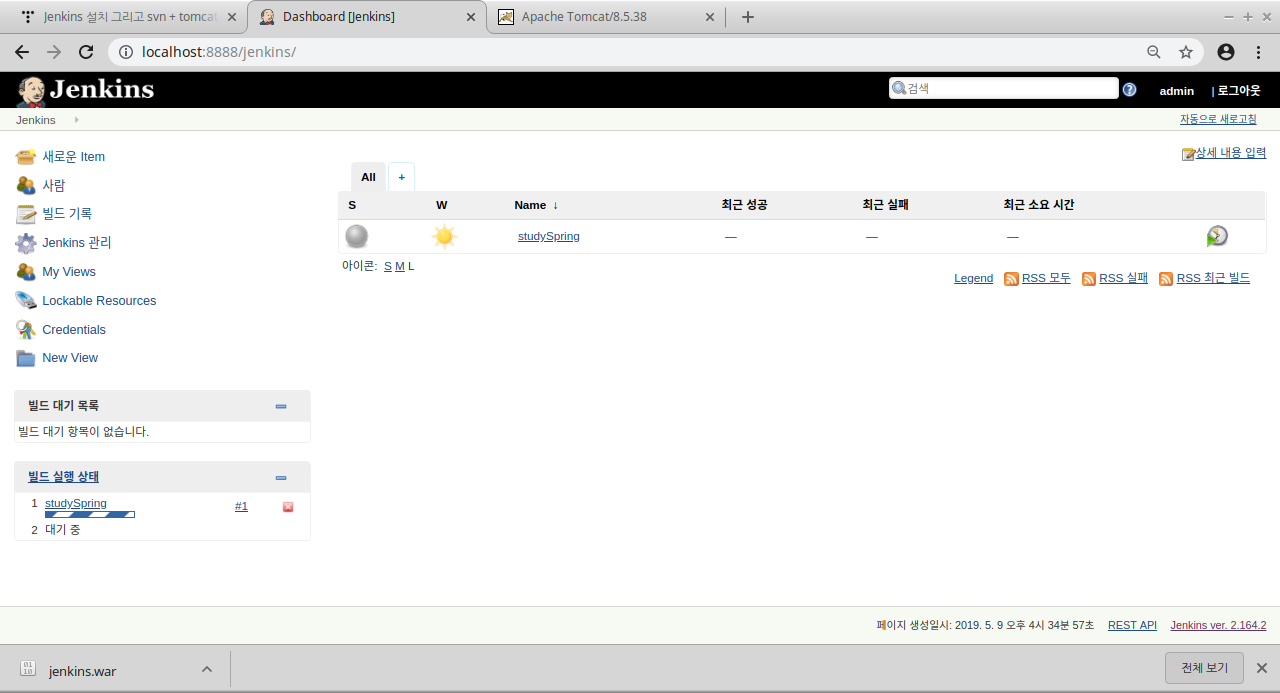 Jenkins 설치 그리고 svn + tomcat
Dashboard [Jenkins]
Apache Tomcat/8.5.38
localhost:8888/jenkins/
Jenkins
검색
admin
| 로그아웃
Jenkins
자동으로 새로고침
새로운 Item
사람
빌드 기록
Jenkins 관리
My Views
Lockable Resources
Credentials
New View
상세 내용 입력
All
+
S W Name ↓ 최근 성공 최근 실패 최근 소요 시간
studySpring — — —
아이콘: S M L
Legend RSS 모두 RSS 실패 RSS 최근 빌드
빌드 대기 목록
빌드 대기 항목이 없습니다.
빌드 실행 상태
1 studySpring #1
2 대기 중
페이지 생성일시: 2019. 5. 9 오후 4시 34분 57초 REST API Jenkins ver. 2.164.2
jenkins.war
전체 보기